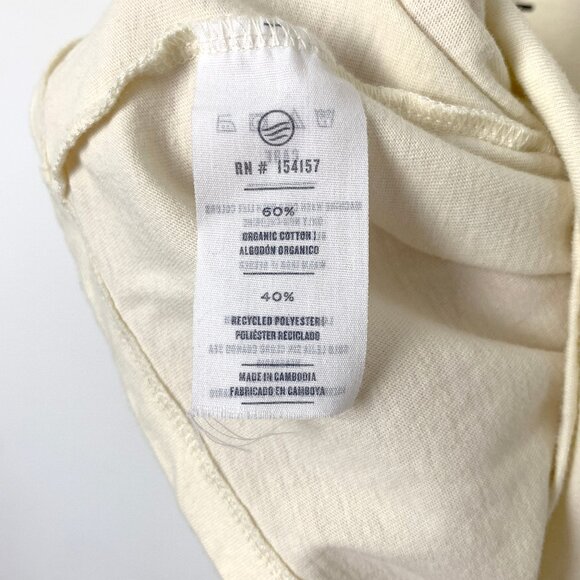 RN # 154157
60%
ORGANIC COTTON /
ALGODÓN ORGANICO
40%
RECYCLED POLYESTER /
POLIÉSTER RECICLADO
MADE IN CAMBODIA
FABRICADO EN CAMBOYA